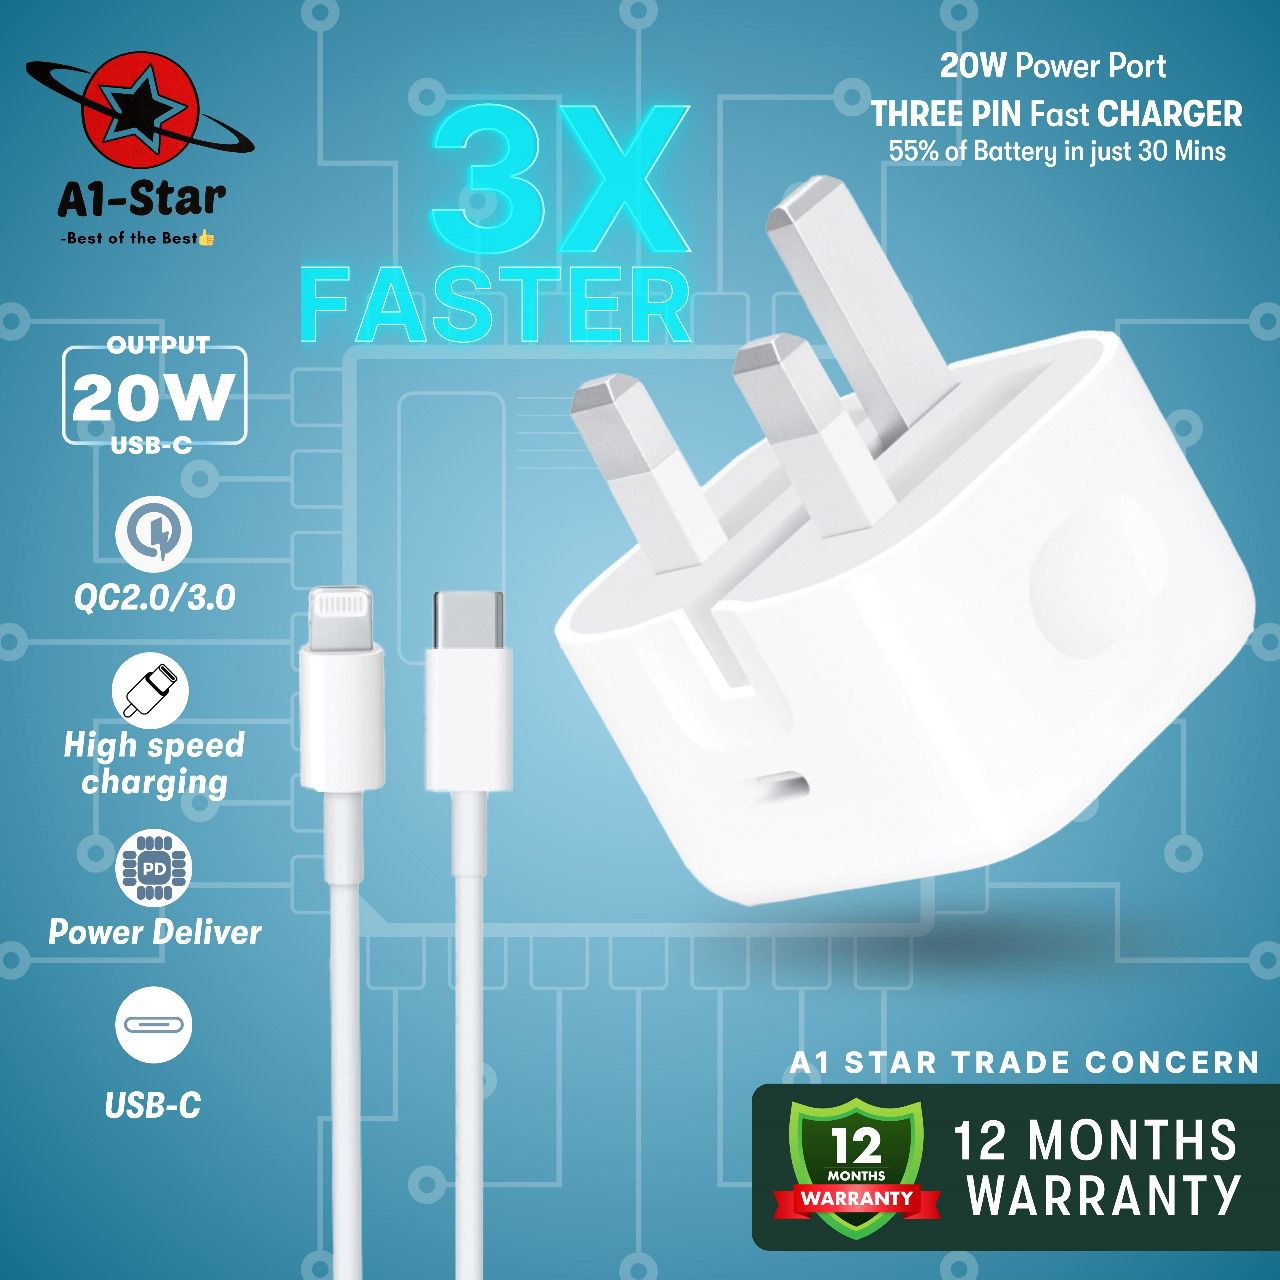 A1-Star
-Best of the Best👍
20W Power Port
THREE PIN Fast CHARGER
55% of Battery in just 30 Mins
3X
FASTER
OUTPUT
20W
USB-C
QC2.0/3.0
High speed
charging
PD
Power Deliver
USB-C
A1 STAR TRADE CONCERN
12
MONTHS
WARRANTY
12 MONTHS
WARRANTY